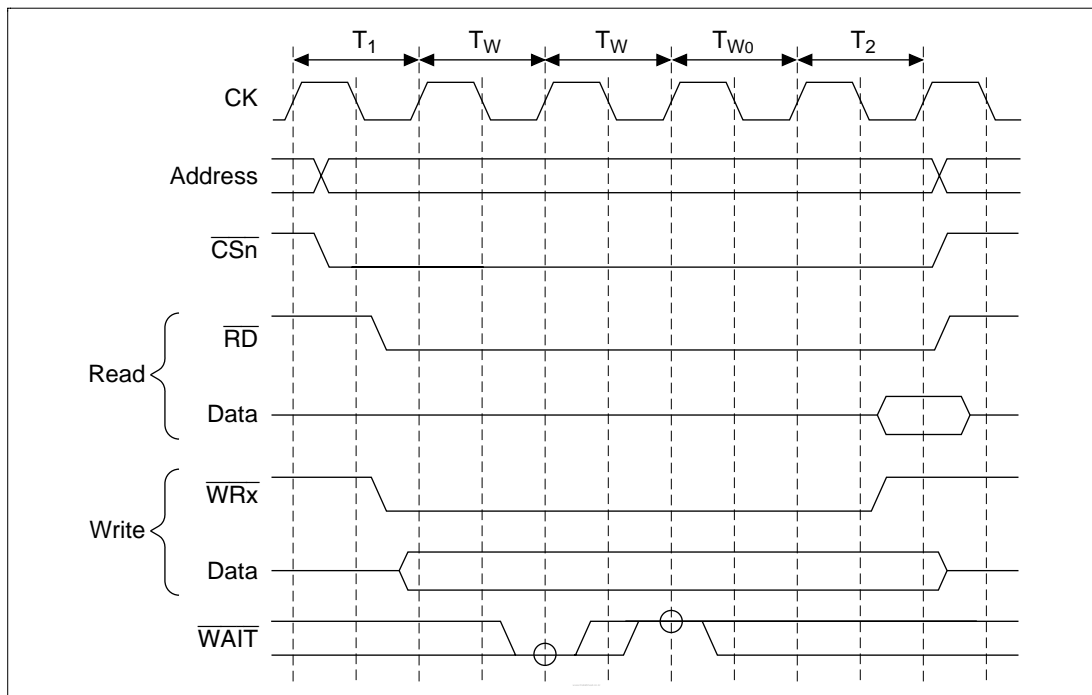 T1 TW TW TW0 T2
CK
Address
CSn
RD
Read
Data
WRx
Write
Data
WAIT